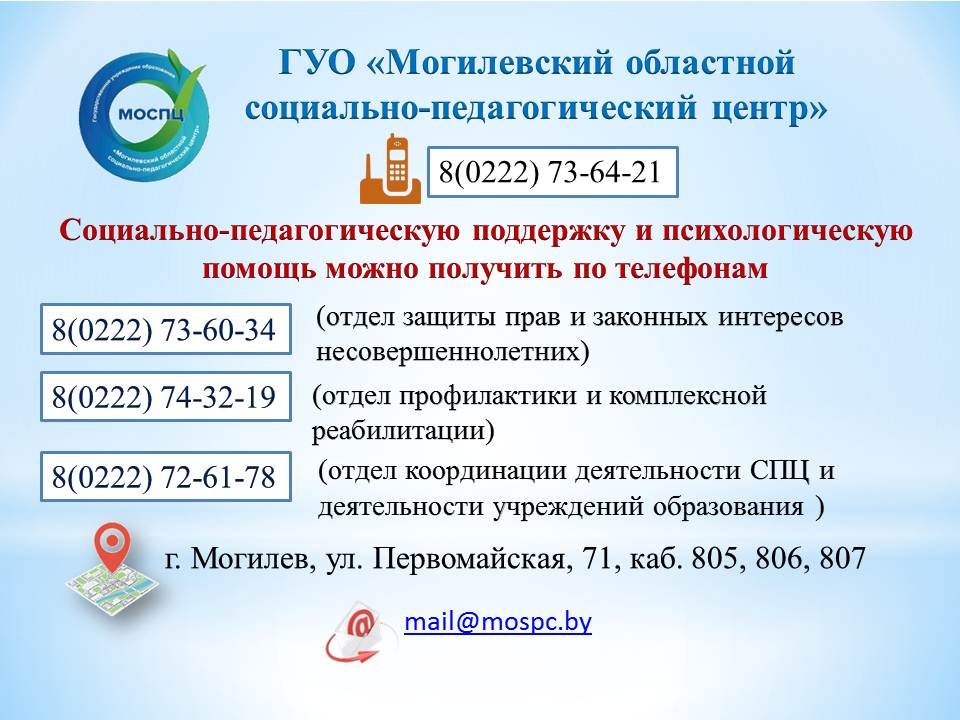 ГУО «Могилевский областной
социально-педагогический центр»
Государственное учреждение образования
МОСПЦ
«Могилевский областной
социально-педагогический центр»
8(0222) 73-64-21
Социально-педагогическую поддержку и психологическую
помощь можно получить по телефонам
8(0222) 73-60-34
(отдел защиты прав и законных интересов
несовершеннолетних)
8(0222) 74-32-19
(отдел профилактики и комплексной
реабилитации)
8(0222) 72-61-78
(отдел координации деятельности СПЦ и
деятельности учреждений образования )
г. Могилев, ул. Первомайская, 71, каб. 805, 806, 807
@
mail@mospc.by